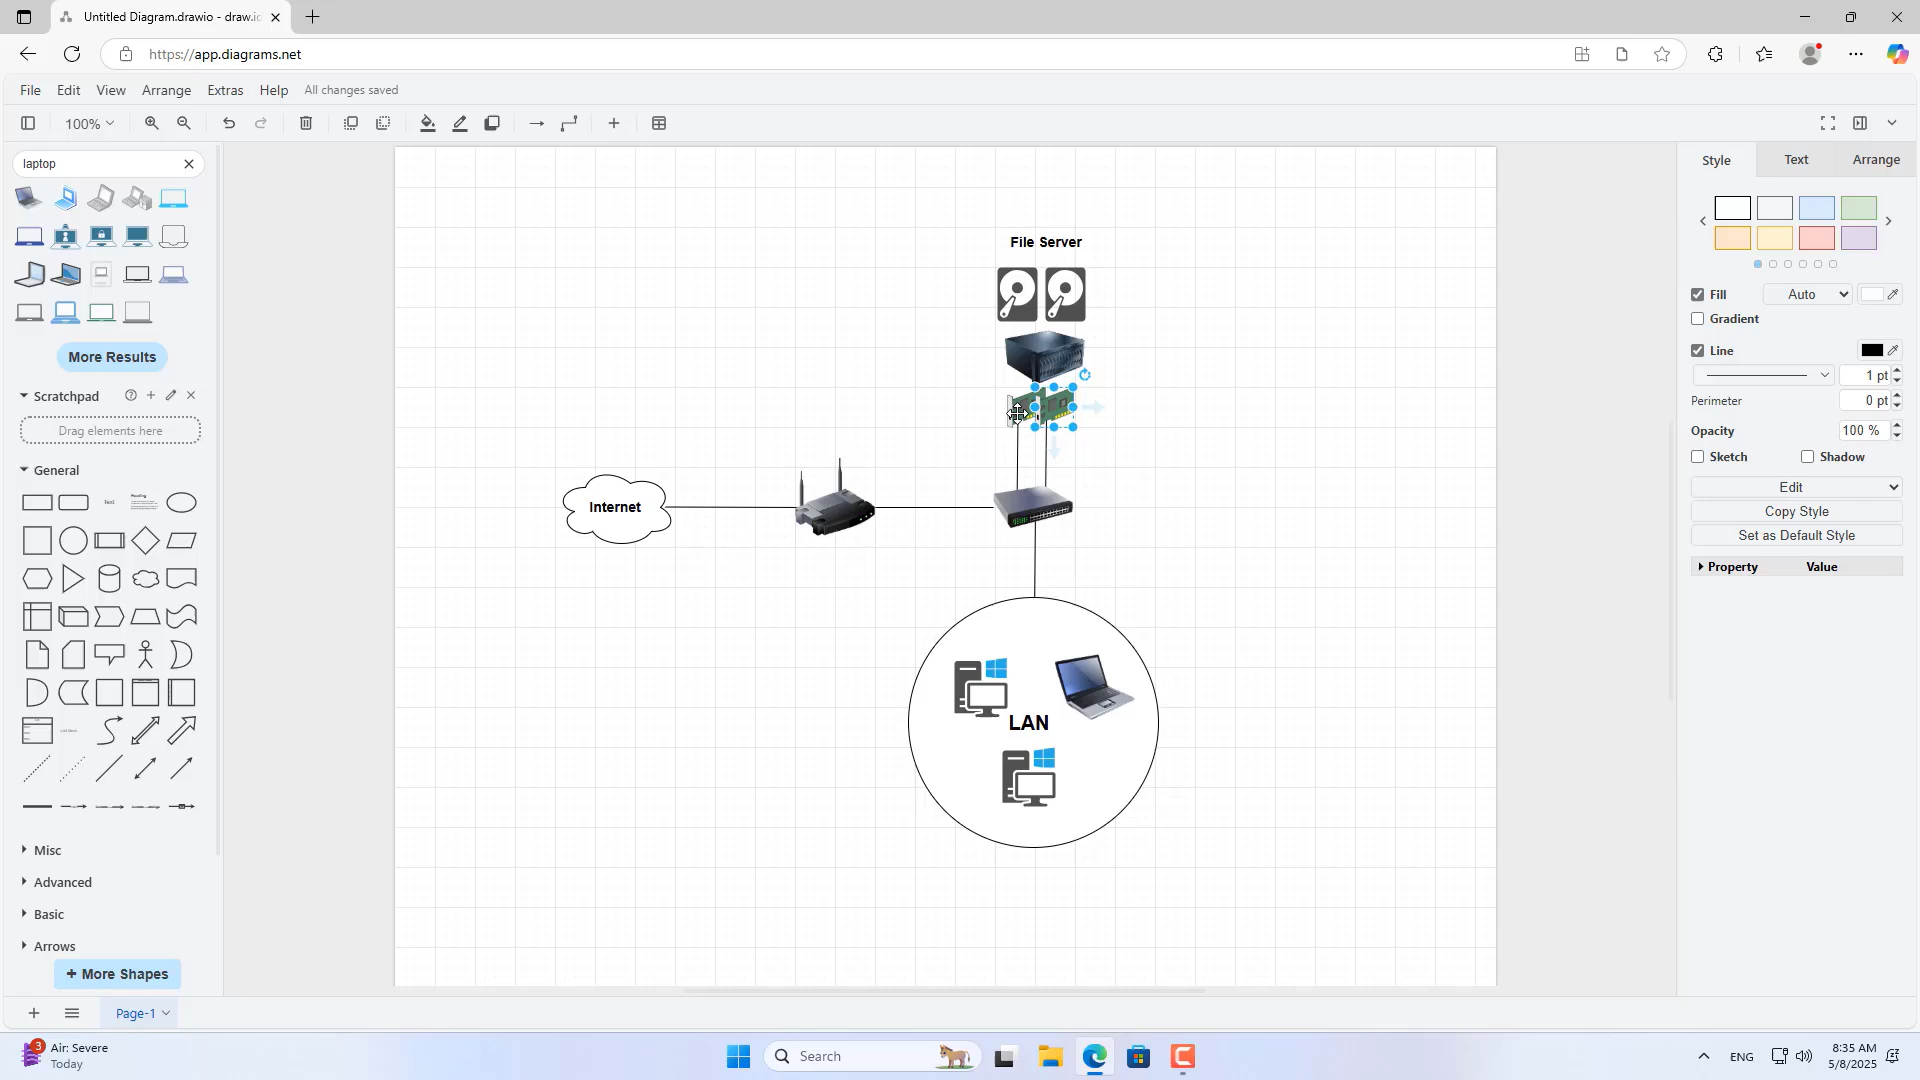 Untitled Diagram.drawio - draw.io
https://app.diagrams.net
File Edit View Arrange Extras Help All changes saved
100%
laptop
More Results
Scratchpad
Drag elements here
General
Text
Heading
Misc
Advanced
Basic
Arrows
+ More Shapes
Page-1
File Server
Internet
LAN
Style Text Arrange
Fill Auto
Gradient
Line
1 pt
Perimeter 0 pt
Opacity 100 %
Sketch Shadow
Edit
Copy Style
Set as Default Style
Property Value
3
Air: Severe
Today
Search
ENG
8:35 AM
5/8/2025